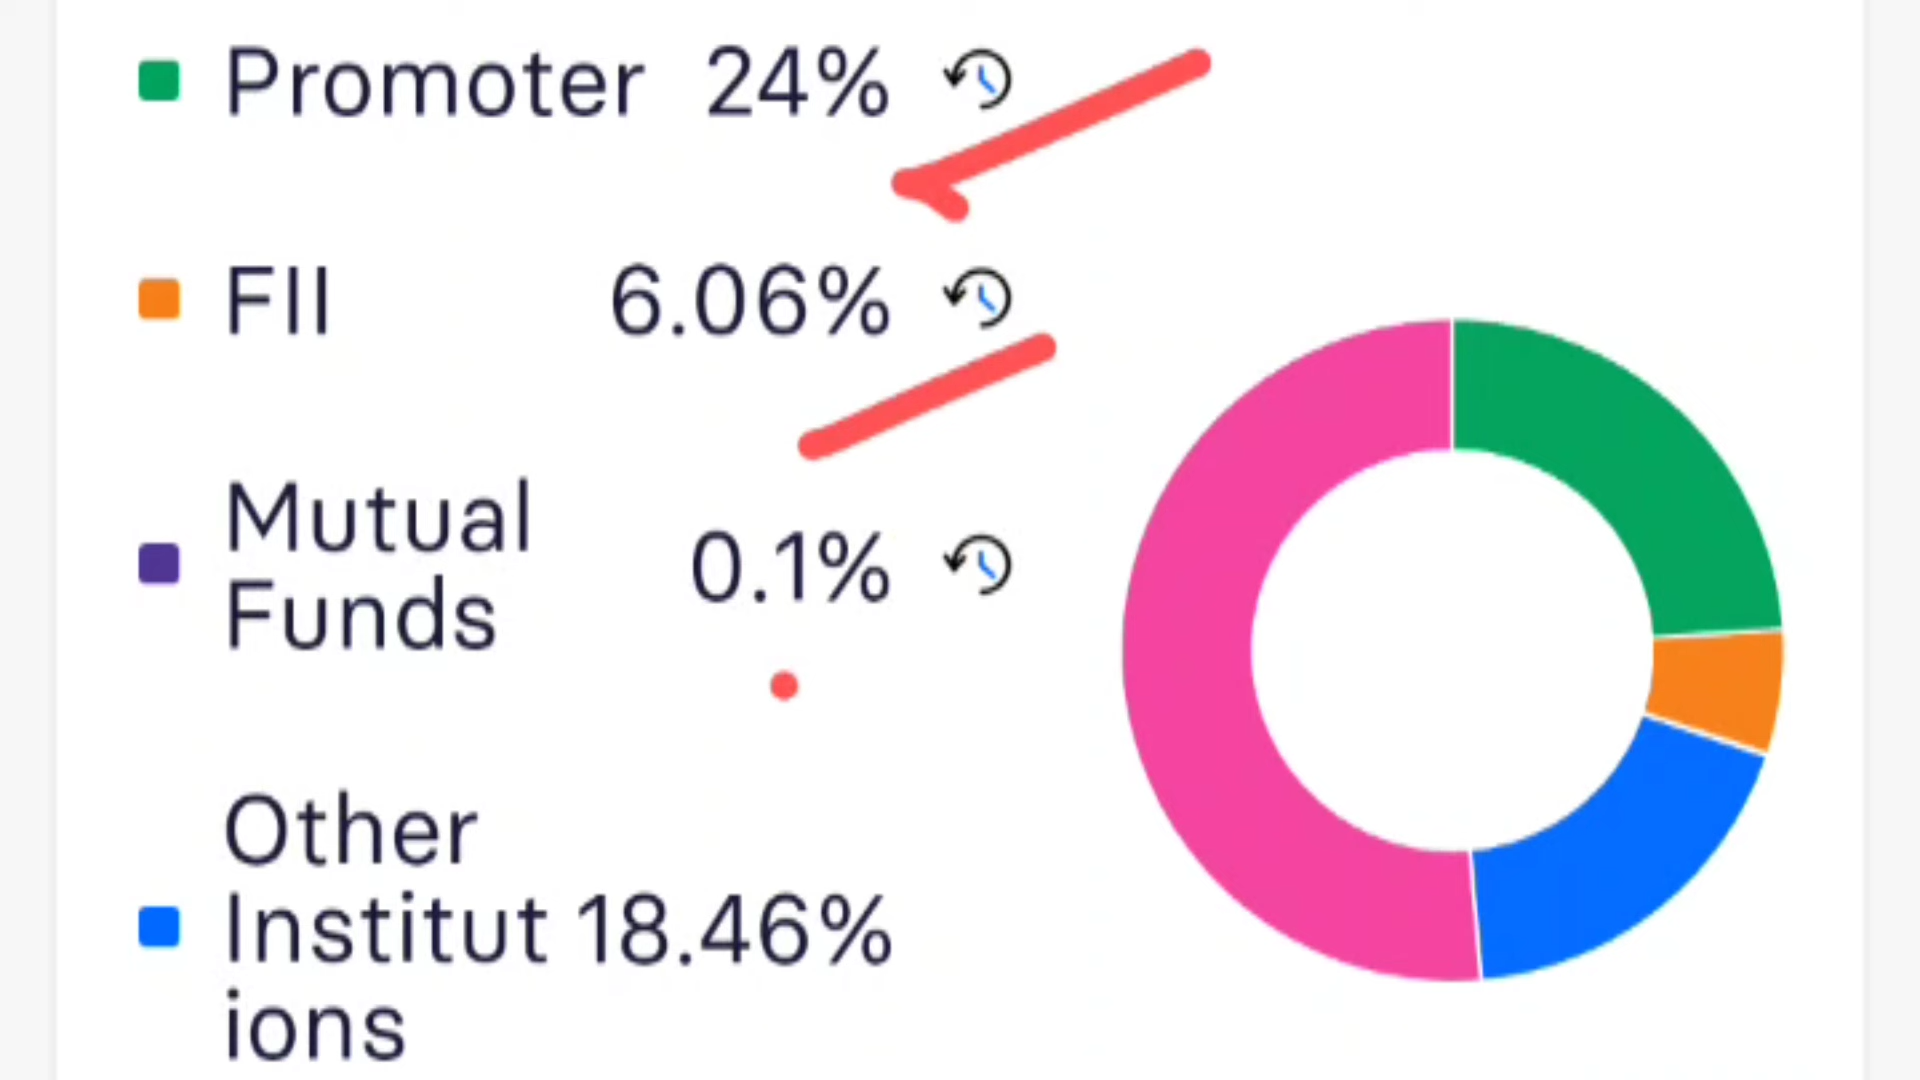 Promoter 24%
FII 6.06%
Mutual
Funds
0.1%
Other
Institut 18.46%
ions